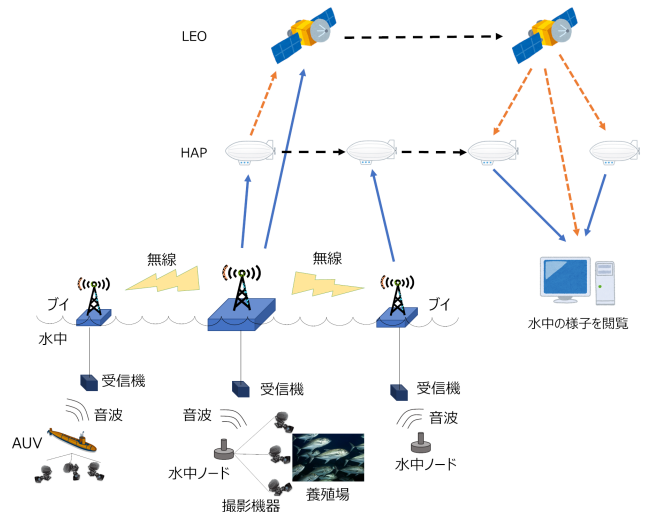 LEO
HAP
無線
無線
ブイ
ブイ
水中
水中の様子を閲覧
受信機
受信機
受信機
音波
音波
音波
AUV
水中ノード
水中ノード
撮影機器
養殖場